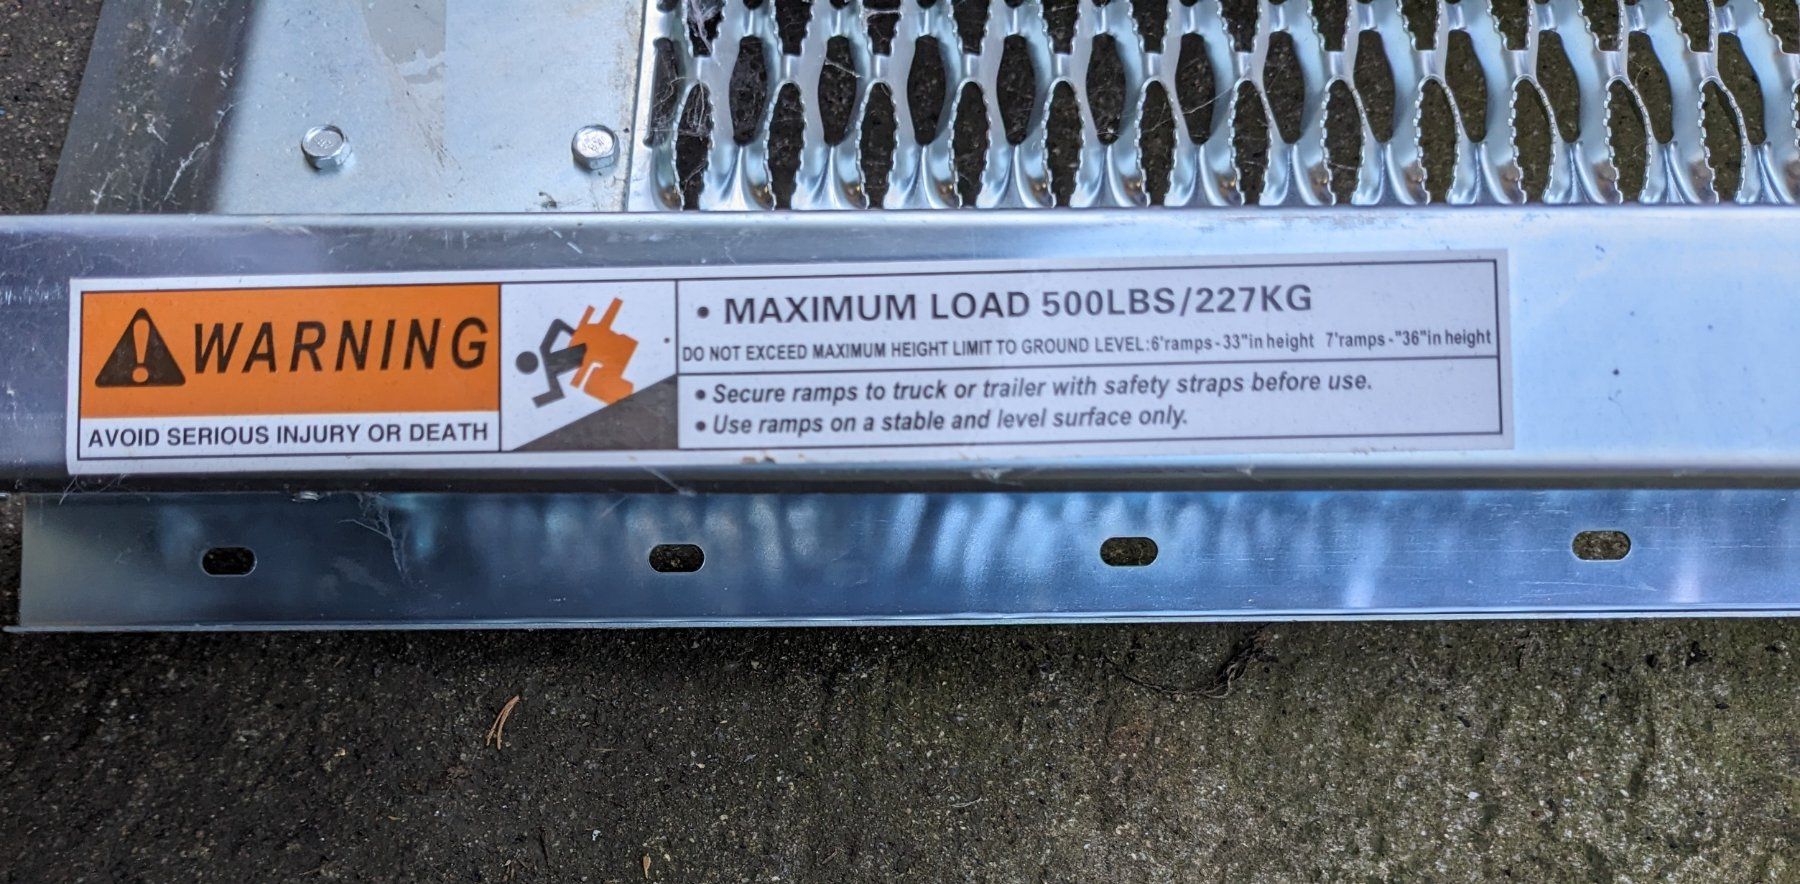 WARNING
AVOID SERIOUS INJURY OR DEATH
• MAXIMUM LOAD 500LBS/227KG
DO NOT EXCEED MAXIMUM HEIGHT LIMIT TO GROUND LEVEL:6'ramps-33"in height 7'ramps-"36"in height
• Secure ramps to truck or trailer with safety straps before use.
• Use ramps on a stable and level surface only.